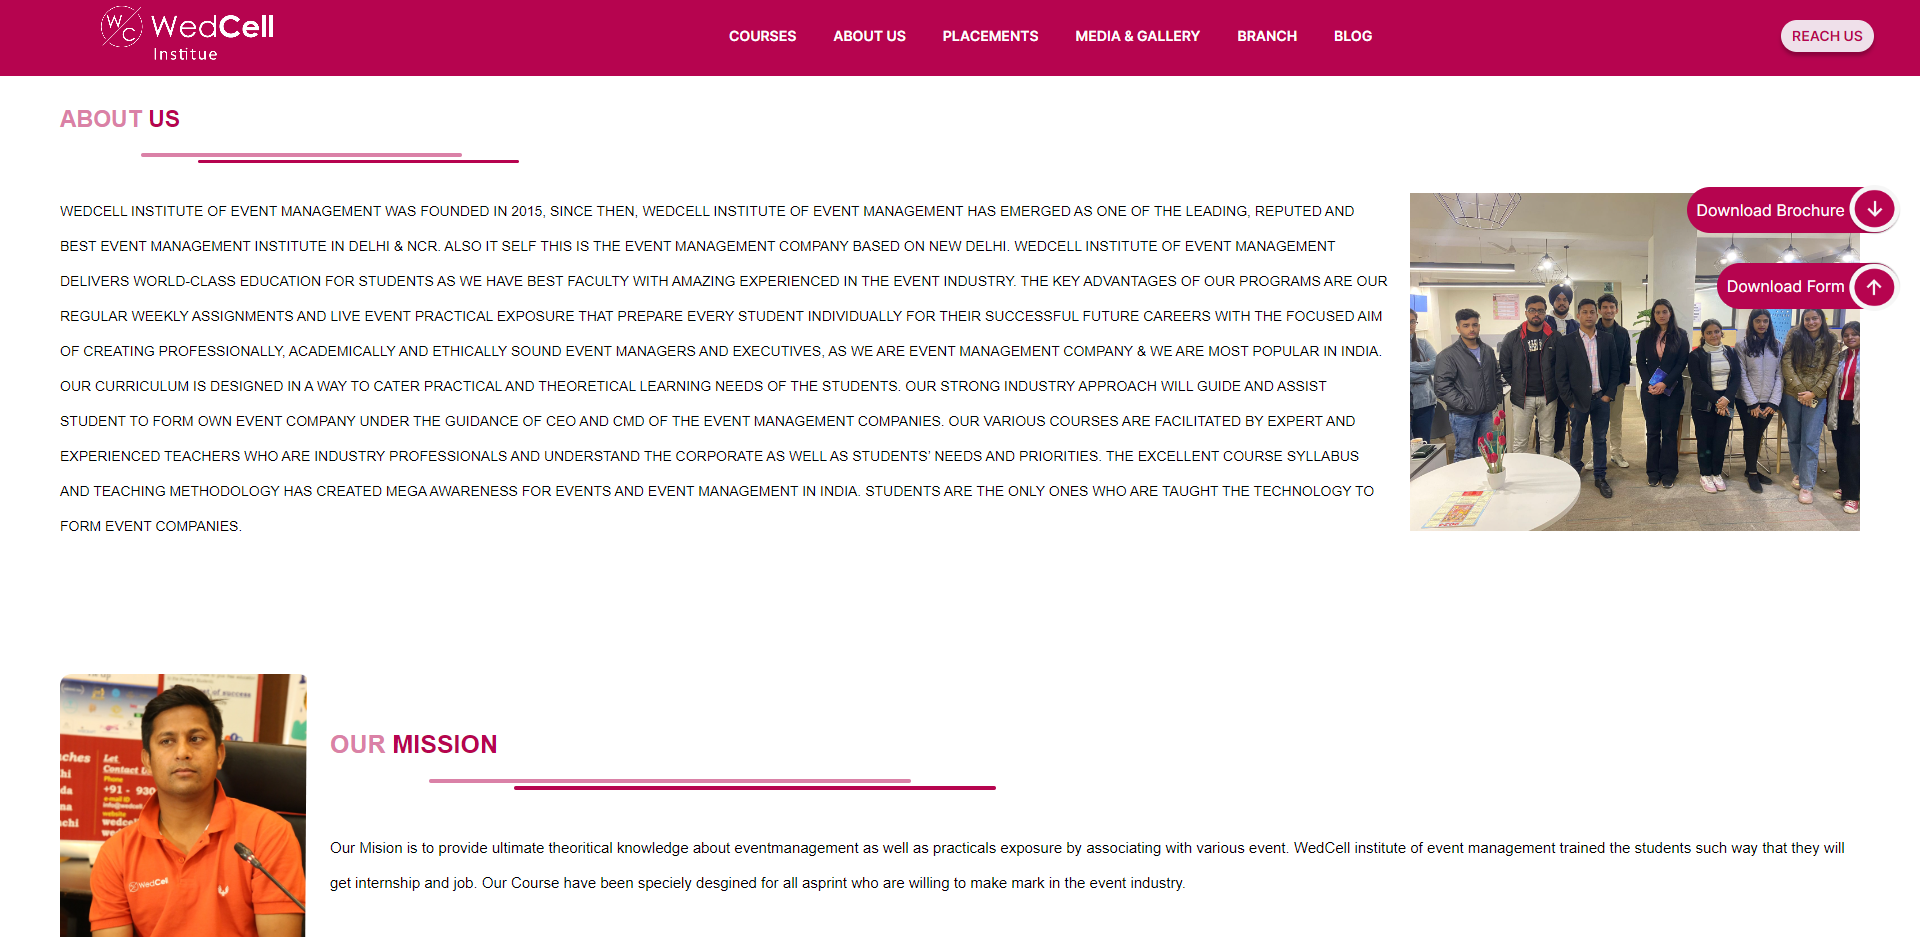 WC WedCell
Institue
COURSES ABOUT US PLACEMENTS MEDIA & GALLERY BRANCH BLOG REACH US
ABOUT US
WEDCELL INSTITUTE OF EVENT MANAGEMENT WAS FOUNDED IN 2015, SINCE THEN, WEDCELL INSTITUTE OF EVENT MANAGEMENT HAS EMERGED AS ONE OF THE LEADING, REPUTED AND
BEST EVENT MANAGEMENT INSTITUTE IN DELHI & NCR. ALSO IT SELF THIS IS THE EVENT MANAGEMENT COMPANY BASED ON NEW DELHI. WEDCELL INSTITUTE OF EVENT MANAGEMENT
DELIVERS WORLD-CLASS EDUCATION FOR STUDENTS AS WE HAVE BEST FACULTY WITH AMAZING EXPERIENCED IN THE EVENT INDUSTRY. THE KEY ADVANTAGES OF OUR PROGRAMS ARE OUR
REGULAR WEEKLY ASSIGNMENTS AND LIVE EVENT PRACTICAL EXPOSURE THAT PREPARE EVERY STUDENT INDIVIDUALLY FOR THEIR SUCCESSFUL FUTURE CAREERS WITH THE FOCUSED AIM
OF CREATING PROFESSIONALLY, ACADEMICALLY AND ETHICALLY SOUND EVENT MANAGERS AND EXECUTIVES, AS WE ARE EVENT MANAGEMENT COMPANY & WE ARE MOST POPULAR IN INDIA.
OUR CURRICULUM IS DESIGNED IN A WAY TO CATER PRACTICAL AND THEORETICAL LEARNING NEEDS OF THE STUDENTS. OUR STRONG INDUSTRY APPROACH WILL GUIDE AND ASSIST
STUDENT TO FORM OWN EVENT COMPANY UNDER THE GUIDANCE OF CEO AND CMD OF THE EVENT MANAGEMENT COMPANIES. OUR VARIOUS COURSES ARE FACILITATED BY EXPERT AND
EXPERIENCED TEACHERS WHO ARE INDUSTRY PROFESSIONALS AND UNDERSTAND THE CORPORATE AS WELL AS STUDENTS' NEEDS AND PRIORITIES. THE EXCELLENT COURSE SYLLABUS
AND TEACHING METHODOLOGY HAS CREATED MEGA AWARENESS FOR EVENTS AND EVENT MANAGEMENT IN INDIA. STUDENTS ARE THE ONLY ONES WHO ARE TAUGHT THE TECHNOLOGY TO
FORM EVENT COMPANIES.
Download Brochure
Download Form
of success
ches
Let
Contact Us
Phone
+91 - 930
website
WedCell
OUR MISSION
Our Mision is to provide ultimate theoritical knowledge about eventmanagement as well as practicals exposure by associating with various event. WedCell institute of event management trained the students such way that they will
get internship and job. Our Course have been speciely desgined for all asprint who are willing to make mark in the event industry.